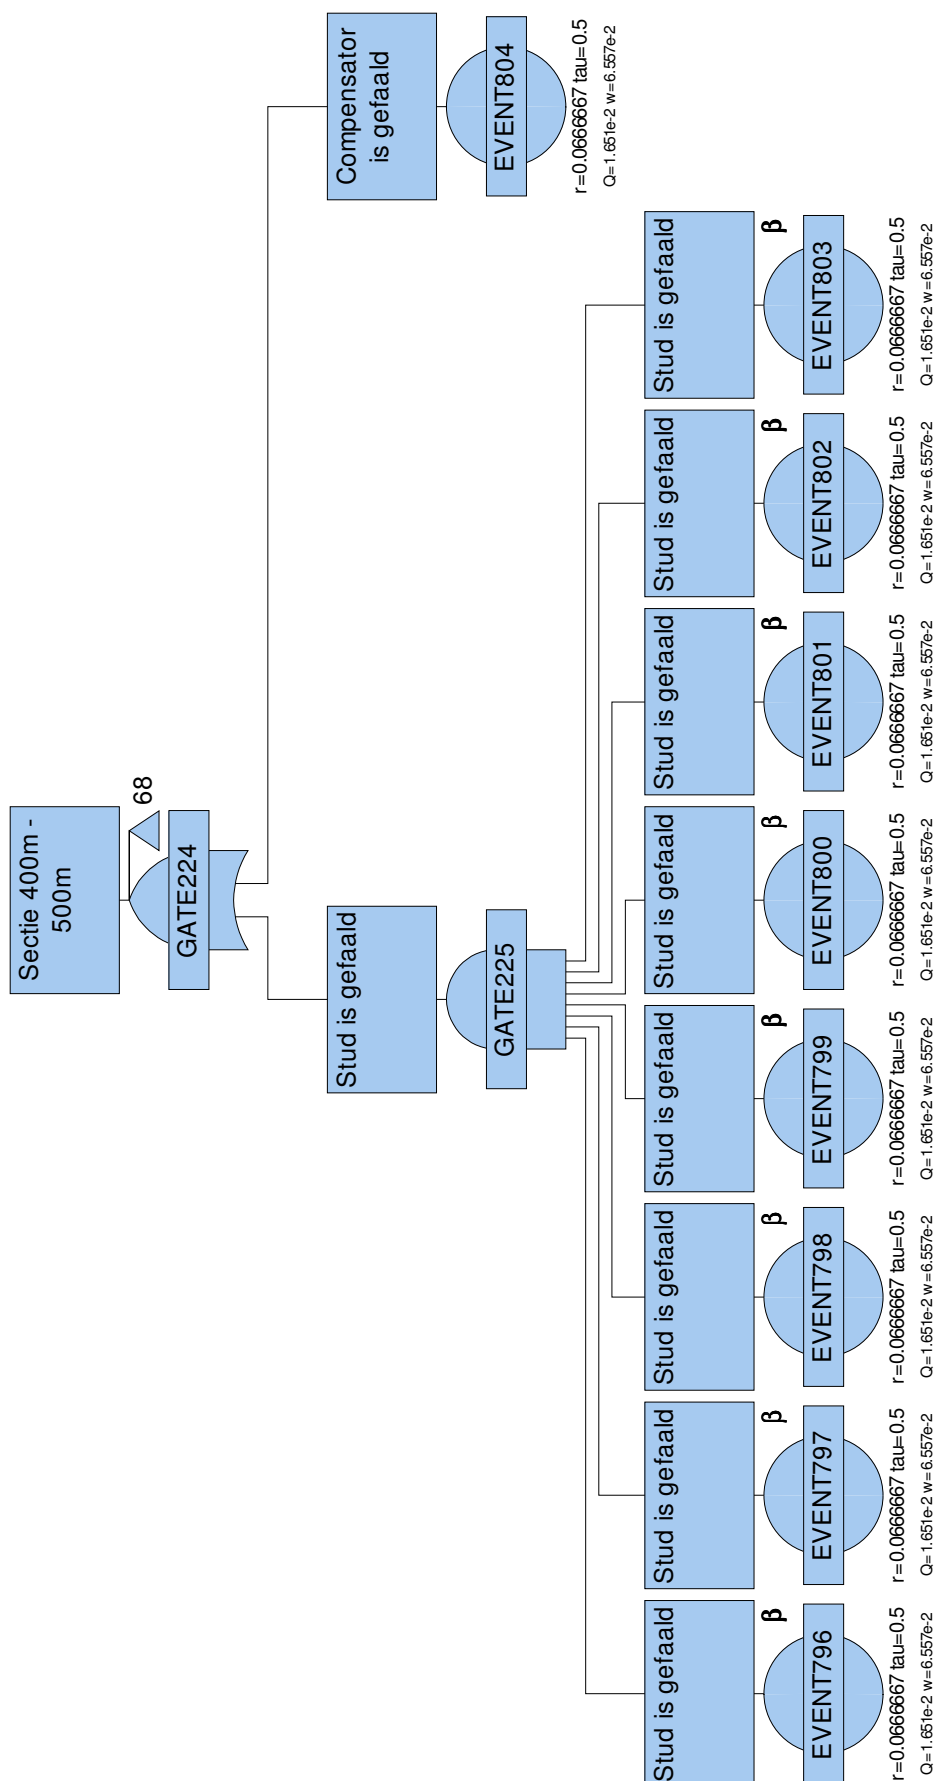 Sectie 400m -
500m
68
GATE224
Stud is gefaald
GATE225
Compensator
is gefaald
EVENT804
r=0.0666667 tau=0.5
Q=1.651e-2 w=6.557e-2
Stud is gefaald
β
EVENT796
r=0.0666667 tau=0.5
Q=1.651e-2 w=6.557e-2
Stud is gefaald
β
EVENT797
r=0.0666667 tau=0.5
Q=1.651e-2 w=6.557e-2
Stud is gefaald
β
EVENT798
r=0.0666667 tau=0.5
Q=1.651e-2 w=6.557e-2
Stud is gefaald
β
EVENT799
r=0.0666667 tau=0.5
Q=1.651e-2 w=6.557e-2
Stud is gefaald
β
EVENT800
r=0.0666667 tau=0.5
Q=1.651e-2 w=6.557e-2
Stud is gefaald
β
EVENT801
r=0.0666667 tau=0.5
Q=1.651e-2 w=6.557e-2
Stud is gefaald
β
EVENT802
r=0.0666667 tau=0.5
Q=1.651e-2 w=6.557e-2
Stud is gefaald
β
EVENT803
r=0.0666667 tau=0.5
Q=1.651e-2 w=6.557e-2